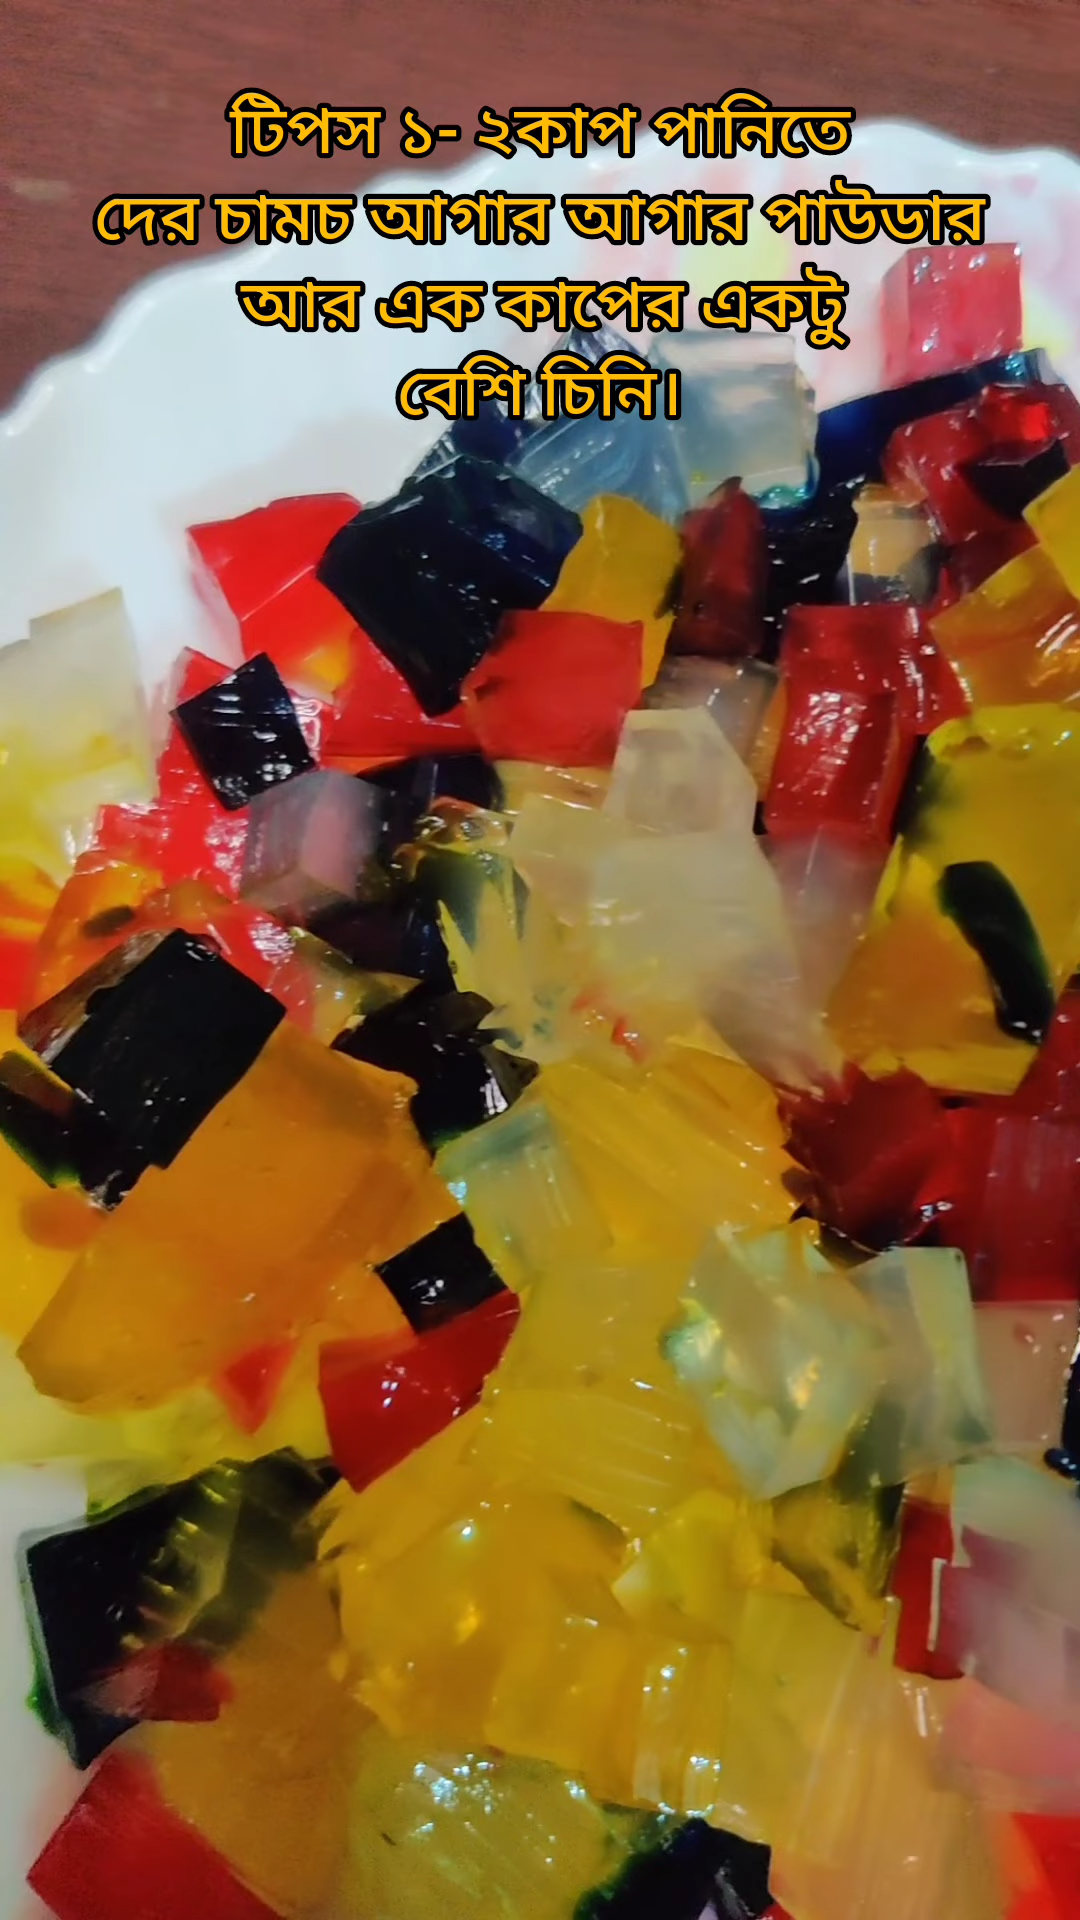 টিপস ১- ২কাপ পানিতে
দের চামচ আগার আগার পাউডার
আর এক কাপের একটু
বেশি চিনি।